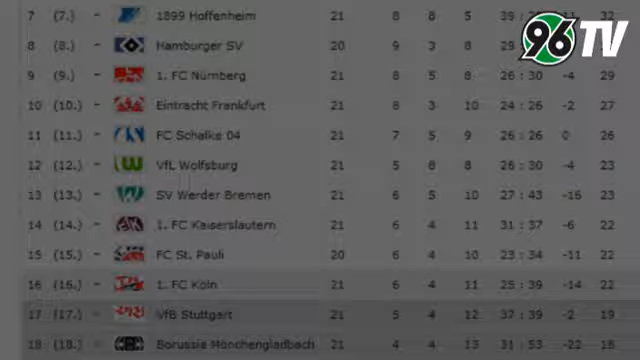 96 TV
7 (7.) - 1899 Hoffenheim 21 8 8 5 39 : 32
8 (8.) - Hamburger SV 20 9 3 8 29
9 (9.) - 1. FC Nürnberg 21 8 5 8 26 : 30 -4 29
10 (10.) - Eintracht Frankfurt 21 8 3 10 24 : 26 -2 27
11 (11.) - FC Schalke 04 21 7 5 9 26 : 26 0 26
12 (12.) - VfL Wolfsburg 21 5 8 8 26 : 30 -4 23
13 (13.) - SV Werder Bremen 21 6 5 10 27 : 43 -16 23
14 (14.) - 1. FC Kaiserslautern 21 6 4 11 31 : 37 -6 22
15 (15.) - FC St. Pauli 20 6 4 10 23 : 34 -11 22
16 (16.) - 1. FC Köln 21 6 4 11 25 : 39 -14 22
17 (17.) - VfB Stuttgart 21 5 4 12 37 : 39 -2 19
18 (18.) - Borussia Mönchengladbach 21 4 4 13 31 : 53 -22 16